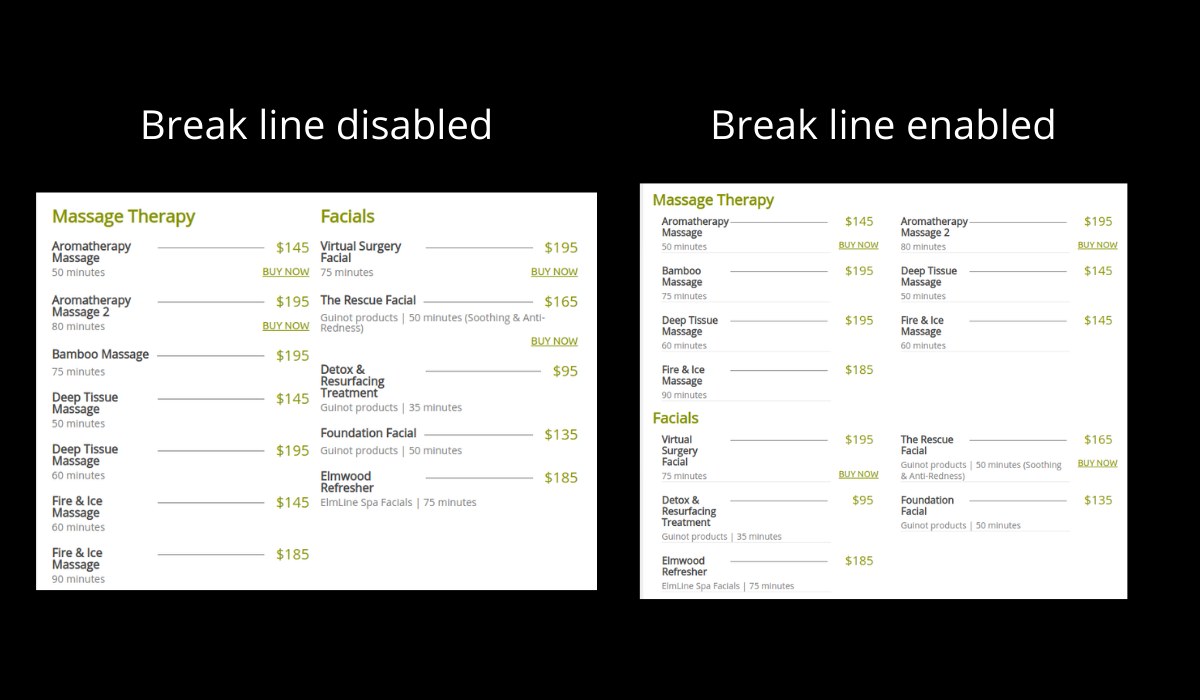 Break line disabled
Massage Therapy
Aromatherapy
Massage
$145
50 minutes
BUY NOW
Aromatherapy
Massage 2
$195
80 minutes
BUY NOW
Bamboo Massage
$195
75 minutes
Deep Tissue
Massage
$145
50 minutes
Deep Tissue
Massage
$195
60 minutes
Fire & Ice
Massage
$145
60 minutes
Fire & Ice
Massage
$185
90 minutes
Facials
Virtual Surgery
Facial
$195
75 minutes
BUY NOW
The Rescue Facial
$165
Guinot products | 50 minutes (Soothing & Anti-
Redness)
BUY NOW
Detox &
Resurfacing
Treatment
$95
Guinot products | 35 minutes
Foundation Facial
$135
Guinot products | 50 minutes
Elmwood
Refresher
$185
ElmLine Spa Facials | 75 minutes
Break line enabled
Massage Therapy
Aromatherapy
Massage
$145
50 minutes
BUY NOW
Aromatherapy
Massage 2
$195
80 minutes
BUY NOW
Bamboo
Massage
$195
75 minutes
Deep Tissue
Massage
$145
50 minutes
Deep Tissue
Massage
$195
60 minutes
Fire & Ice
Massage
$145
60 minutes
Fire & Ice
Massage
$185
90 minutes
Facials
Virtual
Surgery
Facial
$195
75 minutes
BUY NOW
The Rescue
Facial
$165
Guinot products | 50 minutes (Soothing
& Anti-Redness)
BUY NOW
Detox &
Resurfacing
Treatment
$95
Guinot products | 35 minutes
Foundation
Facial
$135
Guinot products | 50 minutes
Elmwood
Refresher
$185
ElmLine Spa Facials | 75 minutes